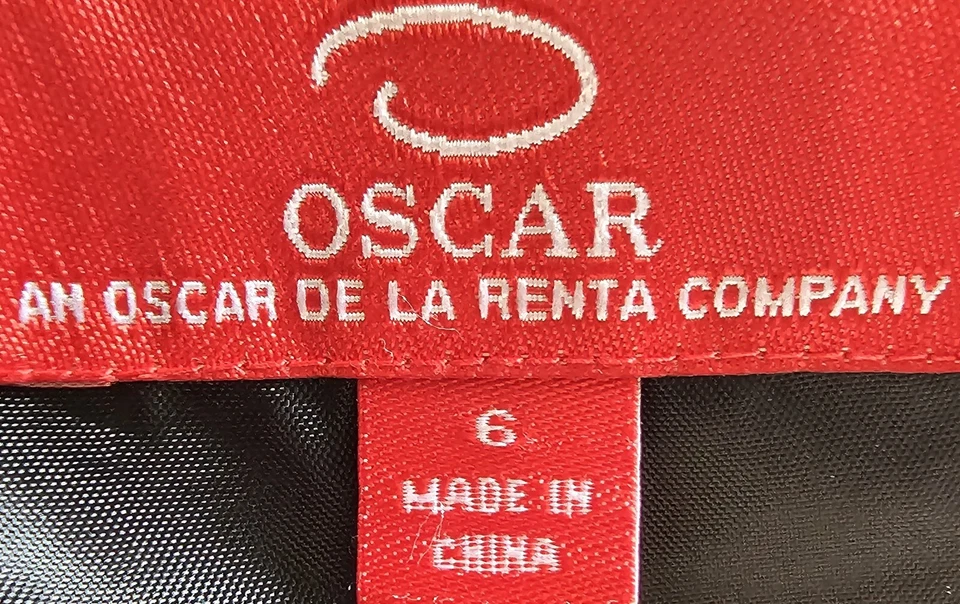 OSCAR
AN OSCAR DE LA RENTA COMPANY
6
MADE IN
CHINA